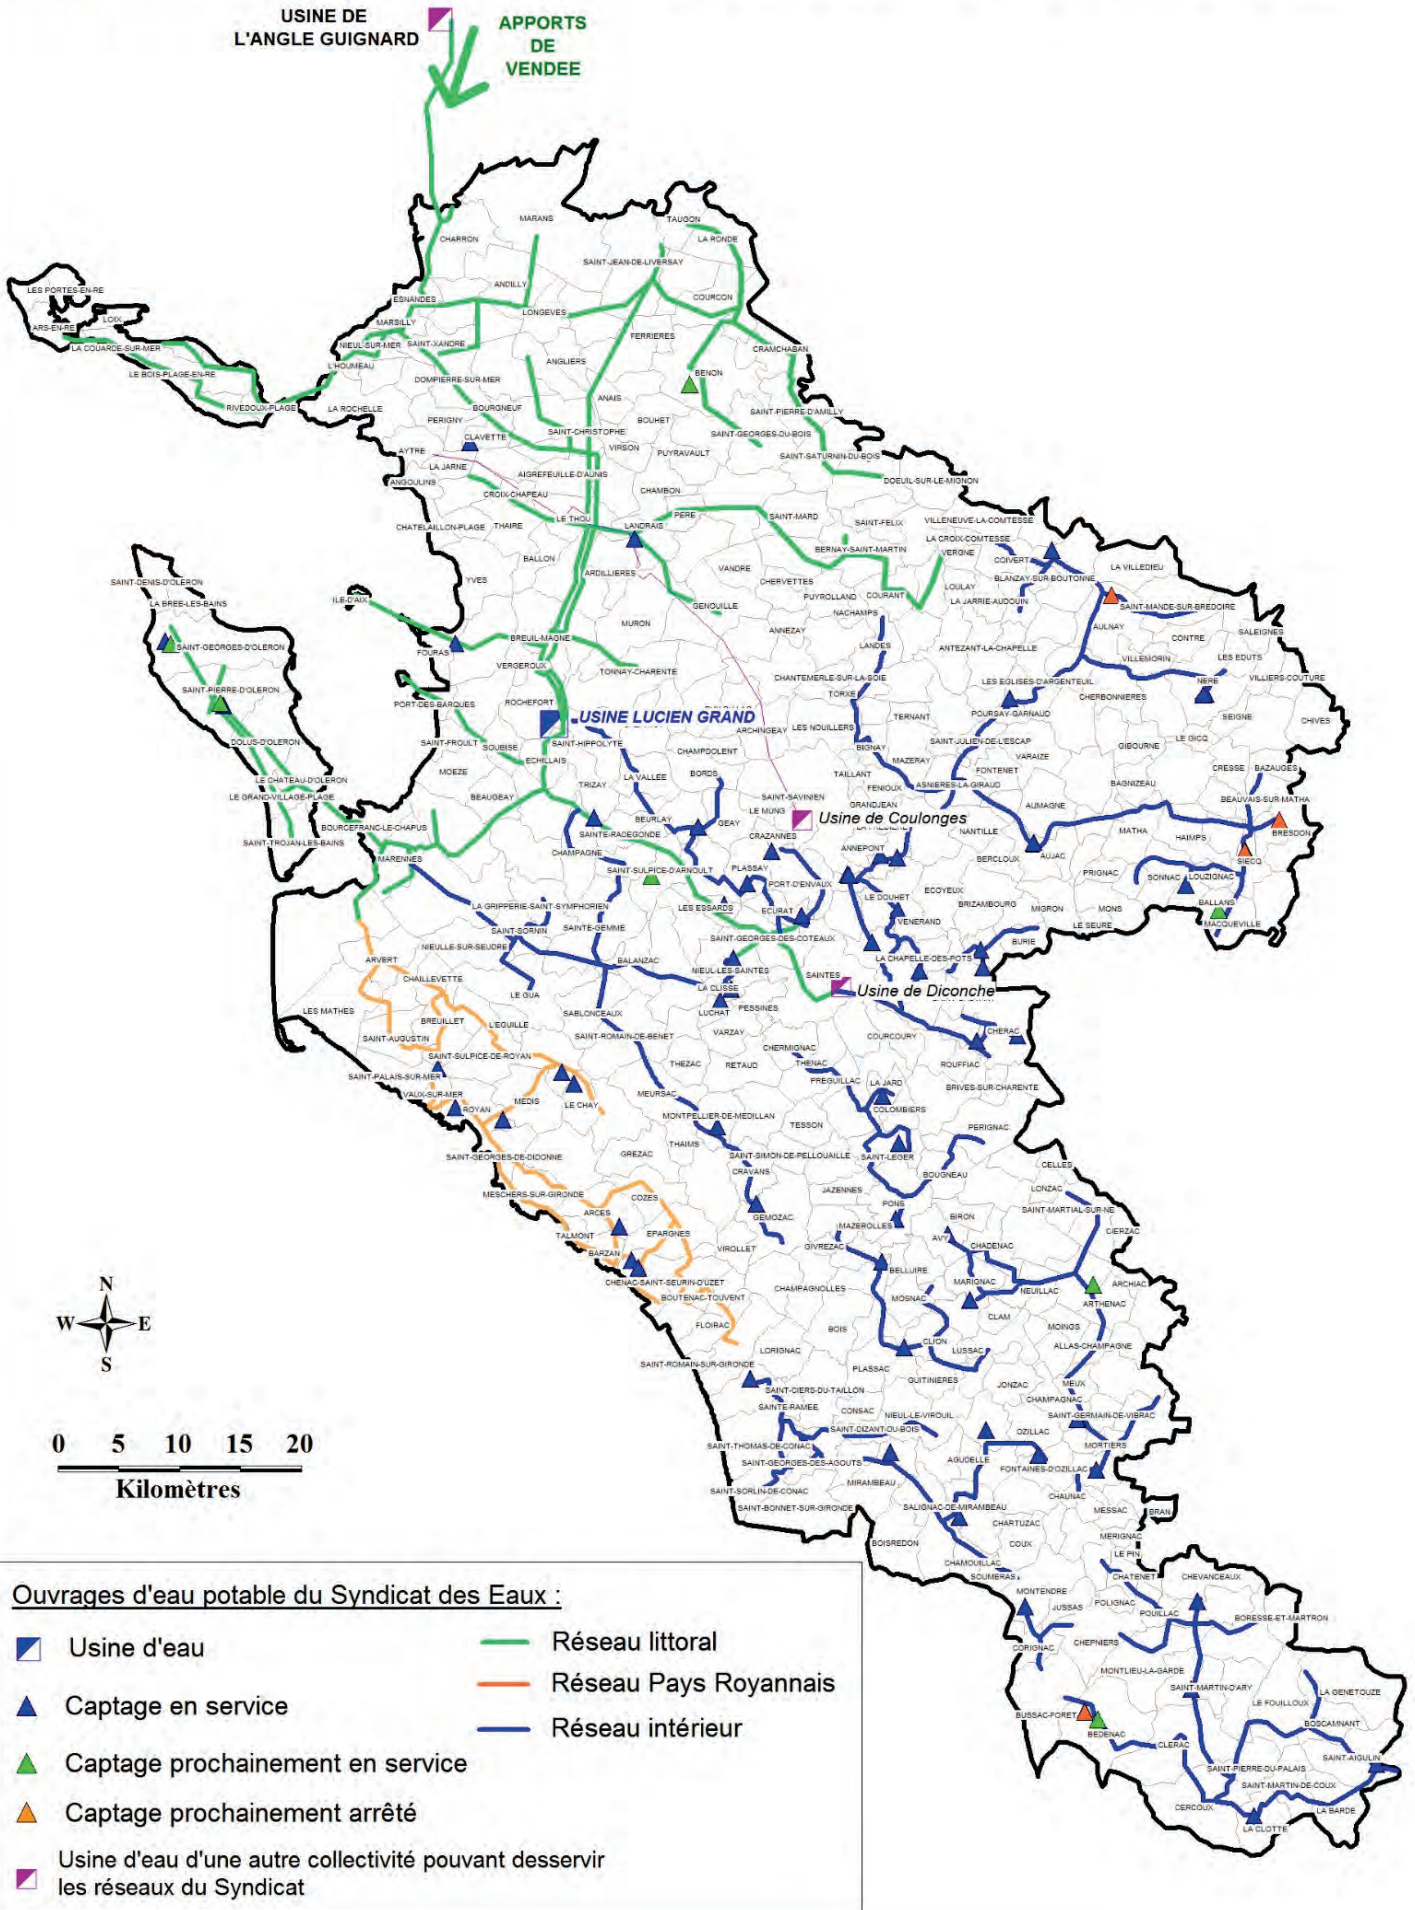 USINE DE
L'ANGLE GUIGNARD
APPORTS
DE
VENDEE
MARANS
TAUGON
LA RONDE
CHARRON
SAINT-JEAN-DE-LIVERSAY
ANDILLY
LES PORTES-EN-RE
ESNANDES
COURCON
LOIX
LONGEVES
MARSILLY
ARS-EN-RE
FERRIERES
LA COUARDE-SUR-MER
NIEUL-SUR-MER
SAINT-XANDRE
CRAMCHABAN
ANGLIERS
L'HOUMEAU
LE BOIS-PLAGE-EN-RE
BENON
DOMPIERRE-SUR-MER
ANAIS
RIVEDOUX-PLAGE
LA ROCHELLE
BOURGNEUF
SAINT-PIERRE-D'AMILLY
PERIGNY
BOUHET
SAINT-CHRISTOPHE
SAINT-GEORGES-DU-BOIS
CLAVETTE
VIRSON
AYTRE
PUYRAVAULT
SAINT-SATURNIN-DU-BOIS
LA JARNE
AIGREFEUILLE-D'AUNIS
ANGOULINS
DOEUIL-SUR-LE-MIGNON
CROIX-CHAPEAU
CHAMBON
PERE
SAINT-MARD
LE THOU
VILLENEUVE-LA-COMTESSE
CHATELAILLON-PLAGE
THAIRE
LANDRAIS
SAINT-FELIX
LA CROIX-COMTESSE
BERNAY-SAINT-MARTIN
VERGNE
BALLON
COIVERT
LA VILLEDIEU
ARDILLIERES
VANDRE
YVES
SAINT-DENIS-D'OLERON
CHERVETTES
BLANZAY-SUR-BOUTONNE
LOULAY
PUYROLLAND
COURANT
ILE-D'AIX
LA BREE-LES-BAINS
LA JARRIE-AUDOUIN
GENOUILLE
SAINT-MANDE-SUR-BREDOIRE
NACHAMPS
MURON
AULNAY
ANNEZAY
SALEIGNES
BREUIL-MAGNE
CONTRE
SAINT-GEORGES-D'OLERON
LANDES
ANTEZANT-LA-CHAPELLE
FOURAS
VILLEMORIN
LES EDUTS
VERGEROUX
TONNAY-CHARENTE
CHANTEMERLE-SUR-LA-SOIE
LES EGLISES-D'ARGENTEUIL
VILLIERS-COUTURE
NERE
SAINT-PIERRE-D'OLERON
TORXE
CHERBONNIERES
ROCHEFORT
PORT-DES-BARQUES
USINE LUCIEN GRAND
POURSAY-GARNAUD
SEIGNE
TERNANT
CHIVES
LES NOUILLERS
ARCHINGEAY
LE GICQ
DOLUS-D'OLERON
SAINT-FROULT
SAINT-HIPPOLYTE
SAINT-JULIEN-DE-L'ESCAP
SOUBISE
BIGNAY
GIBOURNE
CHAMPDOLENT
VARAIZE
ECHILLAIS
MAZERAY
MOEZE
FONTENET
CRESSE
BAZAUGES
LE CHATEAU-D'OLERON
LA VALLEE
BORDS
TAILLANT
TRIZAY
ASNIERES-LA-GIRAUD
BAGNIZEAU
FENIOUX
LE GRAND-VILLAGE-PLAGE
BEAUGEAY
SAINT-SAVINIEN
BEAUVAIS-SUR-MATHA
GRANDJEAN
AUMAGNE
LE MUNG
Usine de Coulonges
BEURLAY
GEAY
BOURCEFRANC-LE-CHAPUS
SAINTE-RADEGONDE
NANTILLE
MATHA
BRESDON
CRAZANNES
HAIMPS
SAINT-TROJAN-LES-BAINS
ANNEPONT
CHAMPAGNE
BERCLOUX
AUJAC
SIECQ
MARENNES
SAINT-SULPICE-D'ARNOULT
PLASSAY
PRIGNAC
SONNAC
LOUZIGNAC
PORT-D'ENVAUX
ECOYEUX
LE DOUHET
BRIZAMBOURG
BALLANS
LA GRIPPERIE-SAINT-SYMPHORIEN
LES ESSARDS
ECURAT
MIGRON
MONS
VENERAND
MACQUEVILLE
LE SEURE
SAINT-SORNIN
SAINTE-GEMME
SAINT-GEORGES-DES-COTEAUX
BURIE
NIEULLE-SUR-SEUDRE
LA CHAPELLE-DES-POTS
ARVERT
BALANZAC
NIEUL-LES-SAINTES
SAINTES
CHAILLEVETTE
LA CLISSE
Usine de Diconche
LE GUA
PESSINES
LES MATHES
SABLONCEAUX
LUCHAT
BREUILLET
L'EGUILLE
CHERAC
VARZAY
SAINT-AUGUSTIN
SAINT-ROMAIN-DE-BENET
COURCOURY
CHERMIGNAC
SAINT-SULPICE-DE-ROYAN
THEZAC
RETAUD
THENAC
ROUFFIAC
SAINT-PALAIS-SUR-MER
PREGUILLAC
LA JARD
BRIVES-SUR-CHARENTE
VAUX-SUR-MER
MEURSAC
MEDIS
LE CHAY
ROYAN
COLOMBIERS
MONTPELLIER-DE-MEDILLAN
TESSON
PERIGNAC
THAIMS
SAINT-GEORGES-DE-DIDONNE
GREZAC
SAINT-SIMON-DE-PELLOUAILLE
SAINT-LEGER
CELLES
CRAVANS
BOUGNEAU
MESCHERS-SUR-GIRONDE
COZES
JAZENNES
LONZAC
PONS
ARCES
SAINT-MARTIAL-SUR-NE
GEMOZAC
BIRON
TALMONT
EPARGNES
MAZEROLLES
CIERZAC
AVY
BARZAN
VIROLLET
GIVREZAC
CHADENAC
BELLUIRE
CHENAC-SAINT-SEURIN-D'UZET
MARIGNAC
ARCHIAC
CHAMPAGNOLLES
NEUILLAC
BOUTENAC-TOUVENT
MOSNAC
ARTHENAC
N
W E
S
CLAM
FLOIRAC
BOIS
MOINGS
CLION
LORIGNAC
LUSSAC
ALLAS-CHAMPAGNE
SAINT-ROMAIN-SUR-GIRONDE
PLASSAC
GUITINIERES
JONZAC
MEUX
SAINT-CIERS-DU-TAILLON
CHAMPAGNAC
SAINTE-RAMEE
CONSAC
NIEUL-LE-VIROUIL
SAINT-GERMAIN-DE-VIBRAC
SAINT-DIZANT-DU-BOIS
OZILLAC
SAINT-THOMAS-DE-CONAC
MORTIERS
SAINT-GEORGES-DES-AGOUTS
AGUDELLE
FONTAINES-D'OZILLAC
0 5 10 15 20
Kilomètres
MIRAMBEAU
SAINT-SORLIN-DE-CONAC
CHAUNAC
SAINT-BONNET-SUR-GIRONDE
SALIGNAC-DE-MIRAMBEAU
MESSAC
BRAN
CHARTUZAC
MERIGNAC
BOISREDON
COUX
LE PIN
CHAMOUILLAC
SOUMERAS
CHATENET
CHEVANCEAUX
MONTENDRE
POLIGNAC
JUSSAS
POUILLAC
BORESSE-ET-MARTRON
CORIGNAC
CHEPNIERS
MONTLIEU-LA-GARDE
SAINT-MARTIN-D'ARY
LA GENETOUZE
LE FOUILLOUX
BUSSAC-FORET
BOSCAMNANT
BEDENAC
CLERAC
SAINT-AIGULIN
SAINT-PIERRE-DU-PALAIS
SAINT-MARTIN-DE-COUX
CERCOUX
LA BARDE
LA CLOTTE
Ouvrages d'eau potable du Syndicat des Eaux :
Usine d'eau
Captage en service
Captage prochainement en service
Captage prochainement arrêté
Usine d'eau d'une autre collectivité pouvant desservir
les réseaux du Syndicat
Réseau littoral
Réseau Pays Royannais
Réseau intérieur